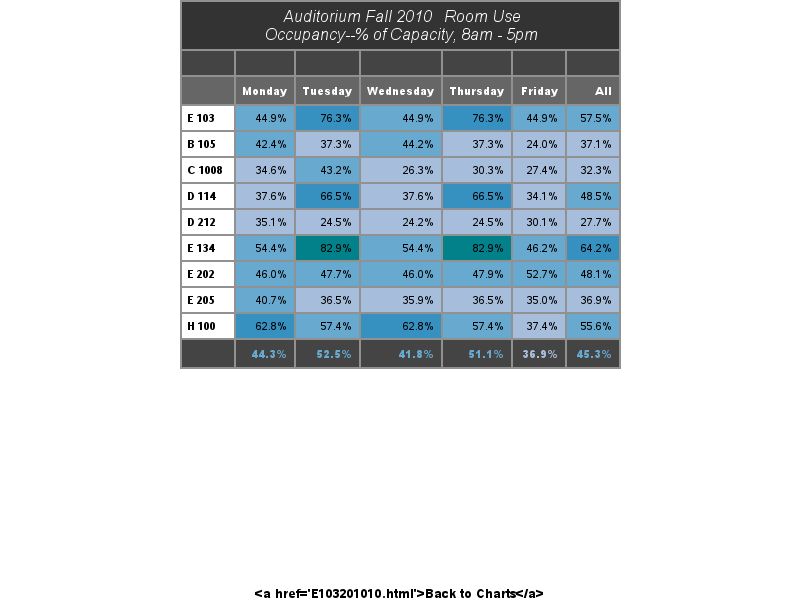 Auditorium Fall 2010 Room Use
Occupancy--% of Capacity, 8am - 5pm
Monday Tuesday Wednesday Thursday Friday All
E 103 44.9% 76.3% 44.9% 76.3% 44.9% 57.5%
B 105 42.4% 37.3% 44.2% 37.3% 24.0% 37.1%
C 1008 34.6% 43.2% 26.3% 30.3% 27.4% 32.3%
D 114 37.6% 66.5% 37.6% 66.5% 34.1% 48.5%
D 212 35.1% 24.5% 24.2% 24.5% 30.1% 27.7%
E 134 54.4% 82.9% 54.4% 82.9% 46.2% 64.2%
E 202 46.0% 47.7% 46.0% 47.9% 52.7% 48.1%
E 205 40.7% 36.5% 35.9% 36.5% 35.0% 36.9%
H 100 62.8% 57.4% 62.8% 57.4% 37.4% 55.6%
44.3% 52.5% 41.8% 51.1% 36.9% 45.3%
<a href='E103201010.html'>Back to Charts</a>